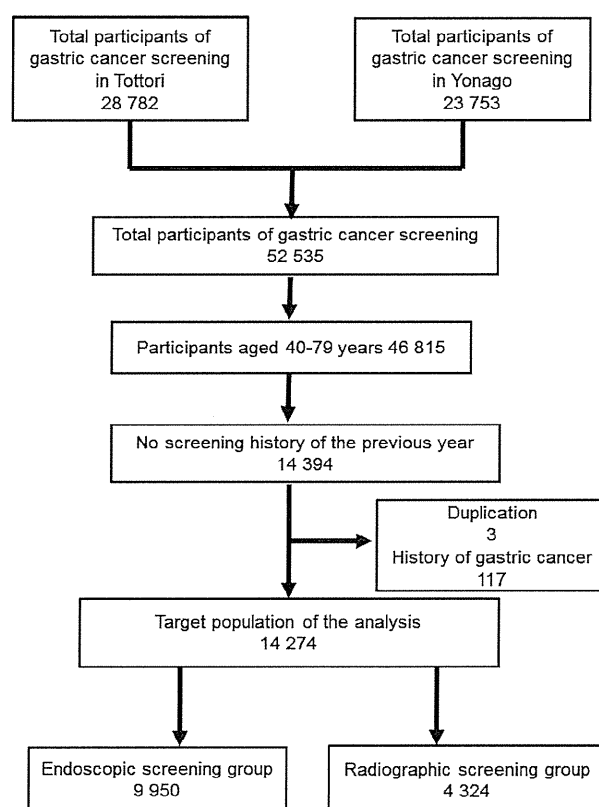 Total participants of
gastric cancer screening
in Tottori
28 782
Total participants of
gastric cancer screening
in Yonago
23 753
Total participants of gastric cancer screening
52 535
Participants aged 40-79 years 46 815
No screening history of the previous year
14 394
Duplication
3
History of gastric cancer
117
Target population of the analysis
14 274
Endoscopic screening group
9 950
Radiographic screening group
4 324